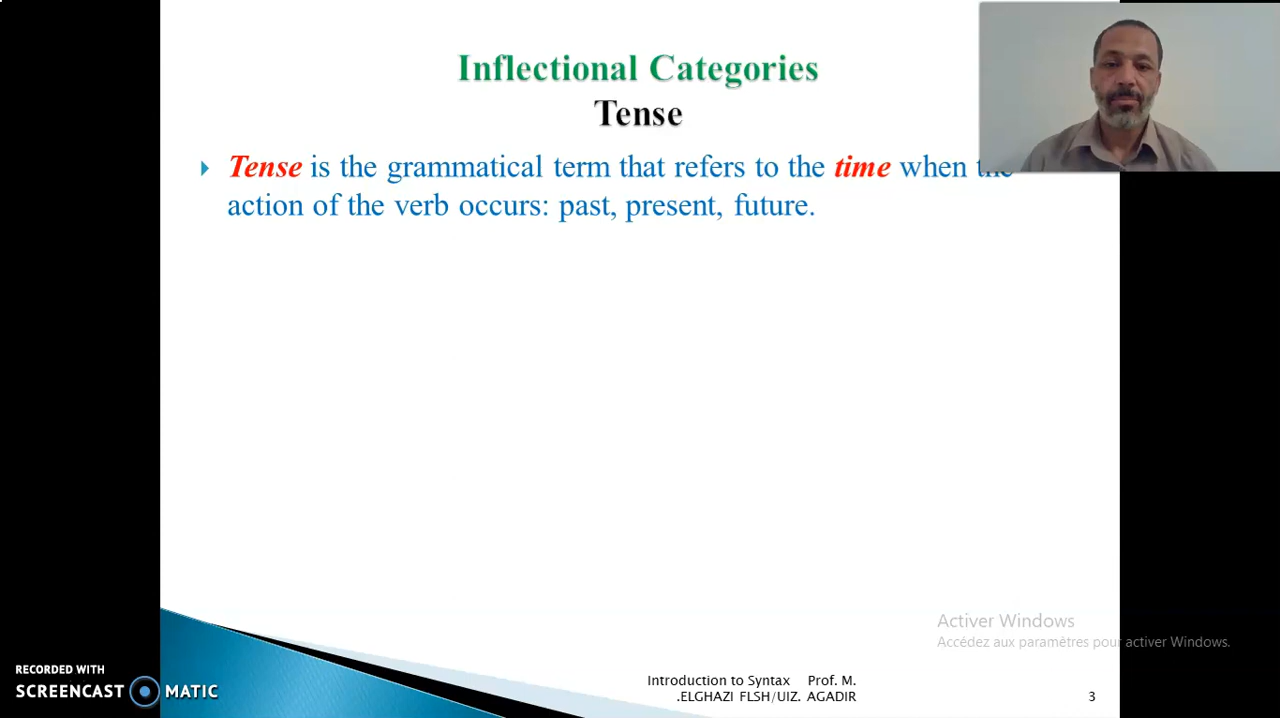 Inflectional Categories
Tense
Tense is the grammatical term that refers to the time when the
action of the verb occurs: past, present, future.
Activer Windows
Accédez aux paramètres pour activer Windows.
RECORDED WITH
SCREENCAST MATIC
Introduction to Syntax Prof. M.
.ELGHAZI FLSH/UIZ. AGADIR
3